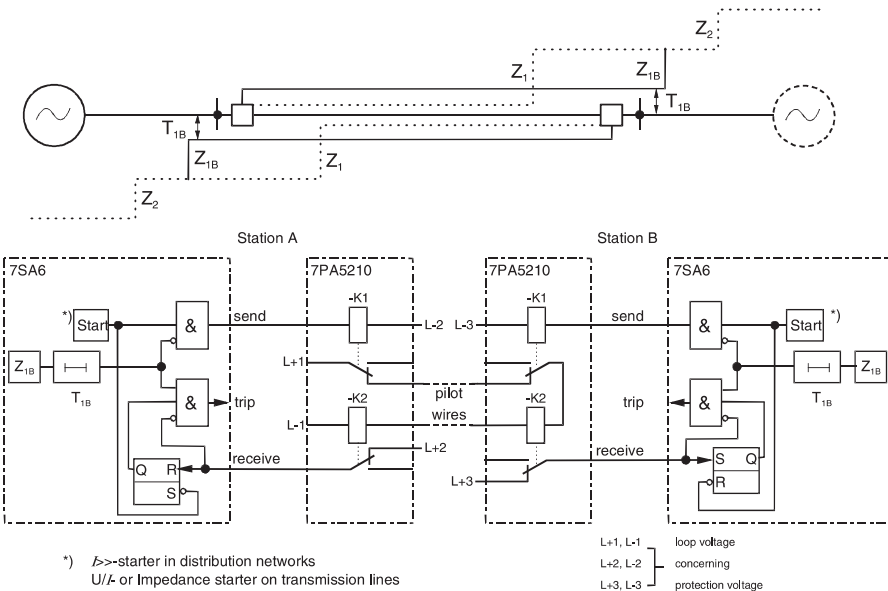 Z2
Z1
Z1B
T1B
T1B
Z1B
Z1
Z2
Station A
Station B
7SA6
7PA5210
7PA5210
7SA6
*)
Start
&
send
-K1
L-2
L-3
-K1
send
&
Start
*)
Z1B
T1B
L+1
pilot
wires
T1B
Z1B
&
trip
-K2
-K2
trip
&
L-1
L+2
receive
receive
Q
R
S
S
Q
R
L+3
*) I>>-starter in distribution networks
U/I- or Impedance starter on transmission lines
L+1, L-1 loop voltage
L+2, L-2 concerning
L+3, L-3 protection voltage